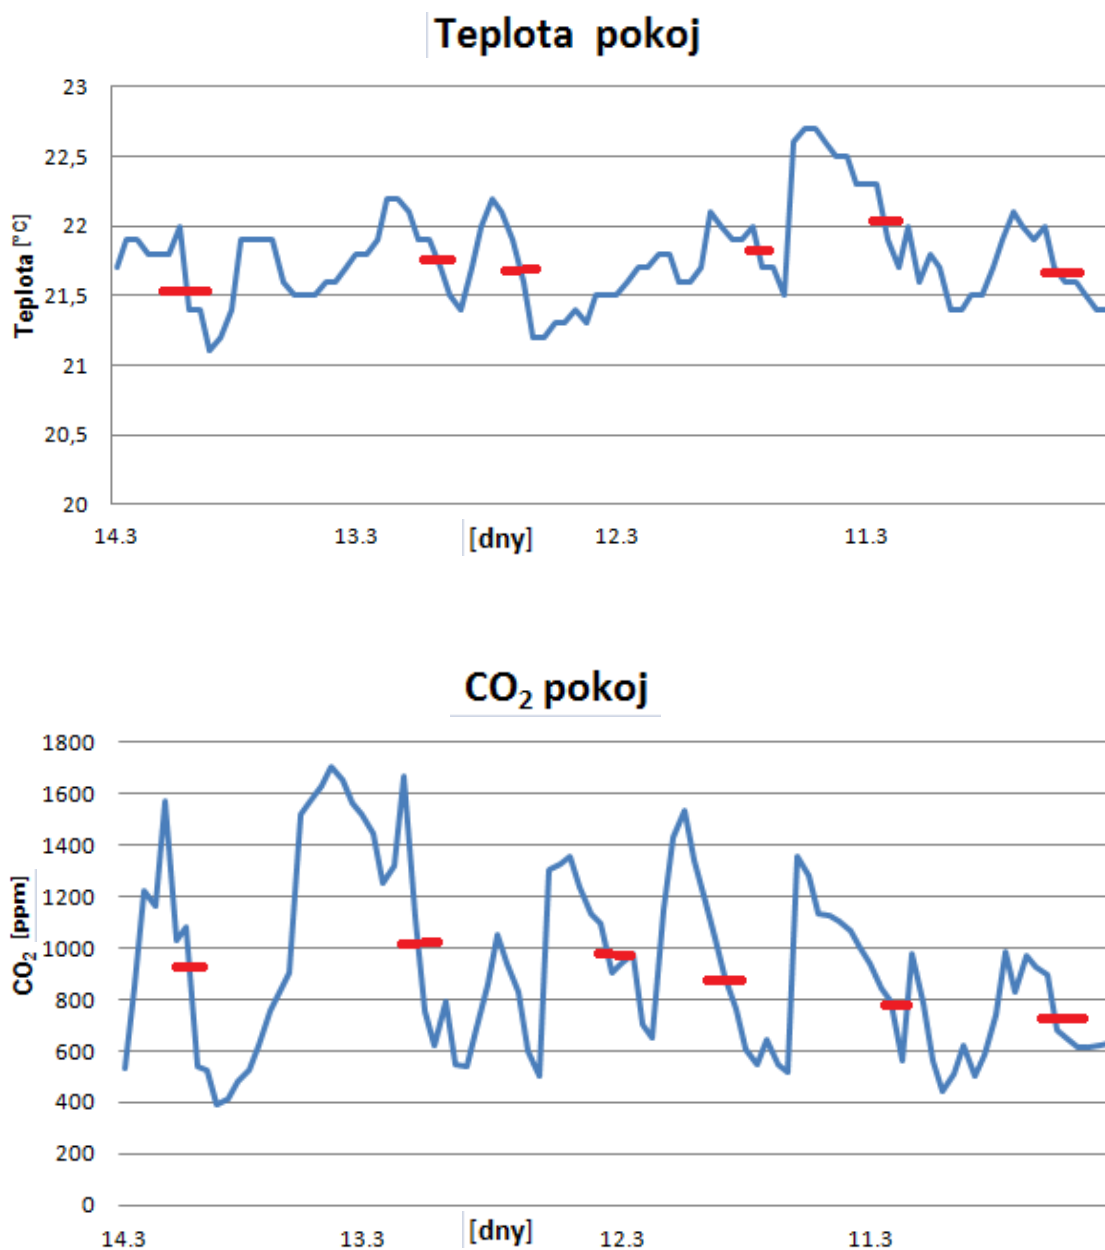 Teplota pokoj
23
22,5
22
21,5
21
20,5
20
Teplota [°C]
14.3 13.3 [dny] 12.3 11.3
CO₂ pokoj
1800
1600
1400
1200
1000
800
600
400
200
0
CO₂ [ppm]
14.3 13.3 [dny] 12.3 11.3